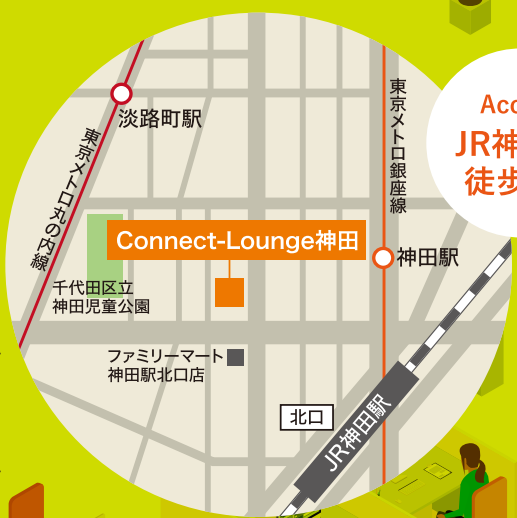 淡路町駅
東京メトロ丸の内線
東京メトロ銀座線
JR神
徒歩
Connect-Lounge神田
神田駅
千代田区立
神田児童公園
ファミリーマート
神田駅北口店
北口
JR神田駅